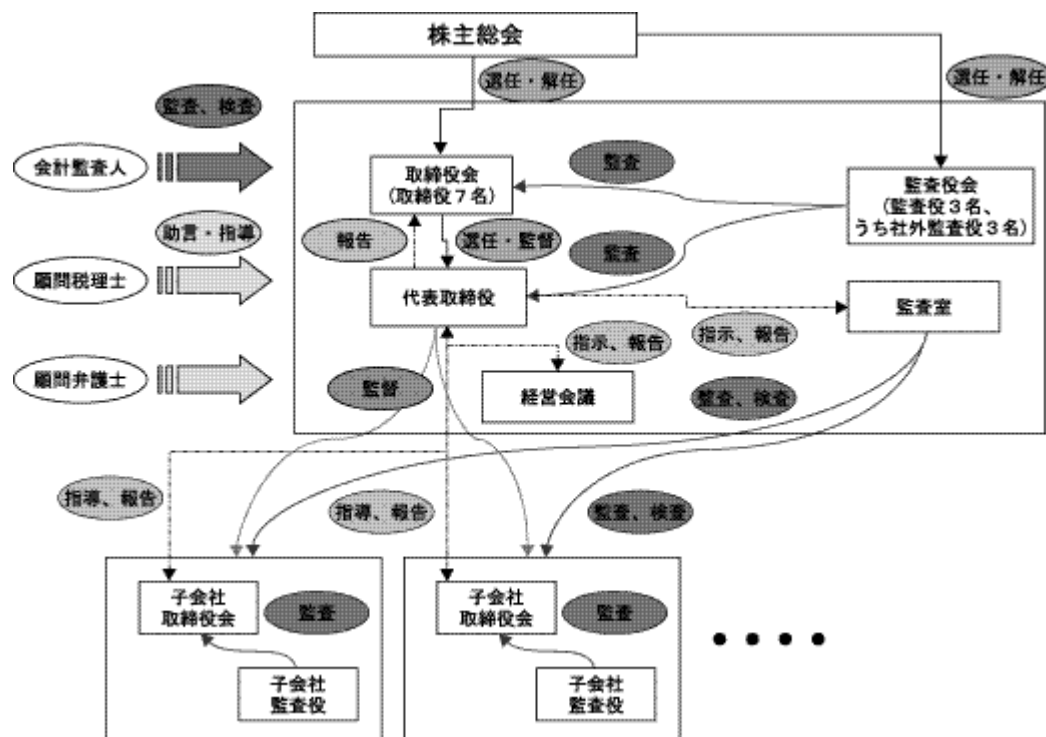 株主総会
選任・解任
選任・解任
監査、検査
会計監査人
取締役会
(取締役7名)
監査
監査役会
(監査役3名、
うち社外監査役3名)
助言・指導
報告
選任・監督
監査
顧問税理士
代表取締役
監査室
指示、報告
指示、報告
顧問弁護士
監督
経営会議
監査、検査
指導、報告
指導、報告
監査、検査
子会社
取締役会
監査
子会社
取締役会
監査
子会社
監査役
子会社
監査役